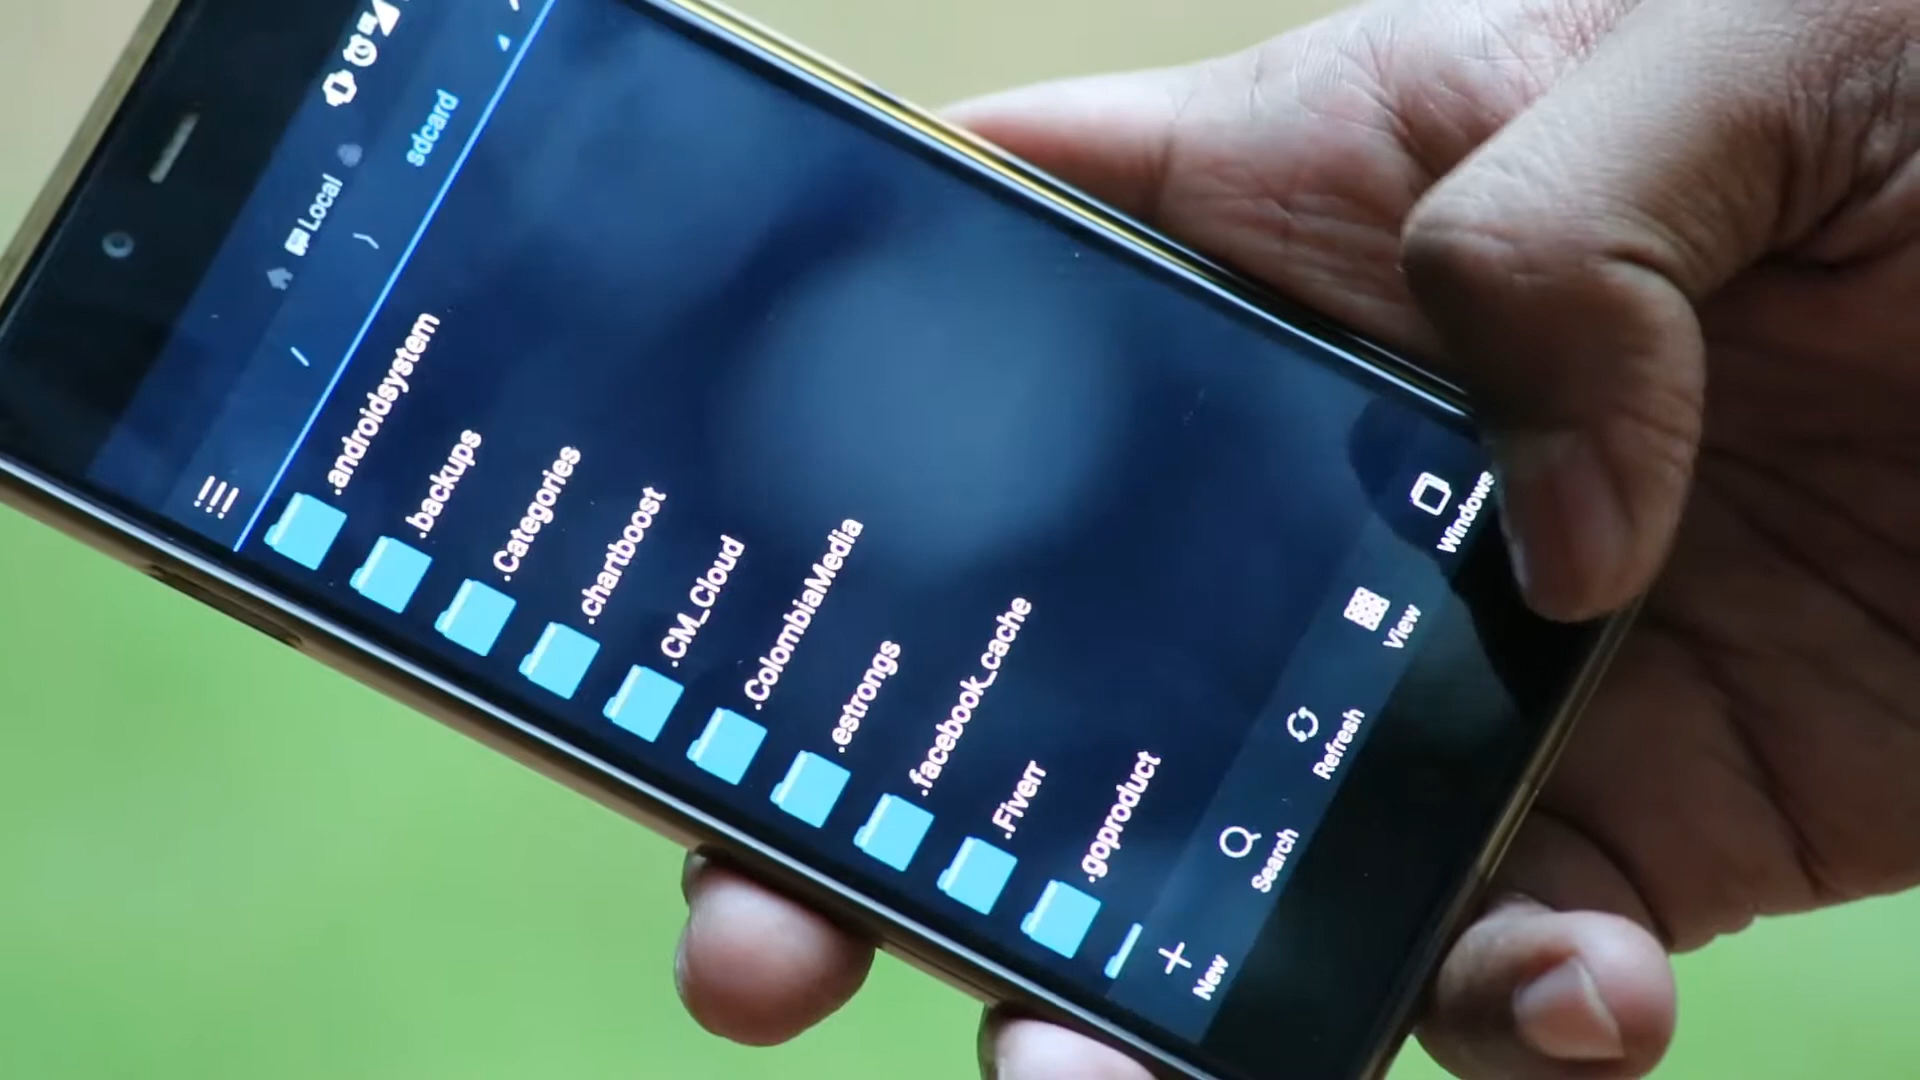 Local
/
sdcard
.androidsystem
.backups
.Categories
.chartboost
.CM_Cloud
.ColombiaMedia
.estrongs
.facebook_cache
.Fiverr
.goproduct
New
Search
Refresh
View
Windows